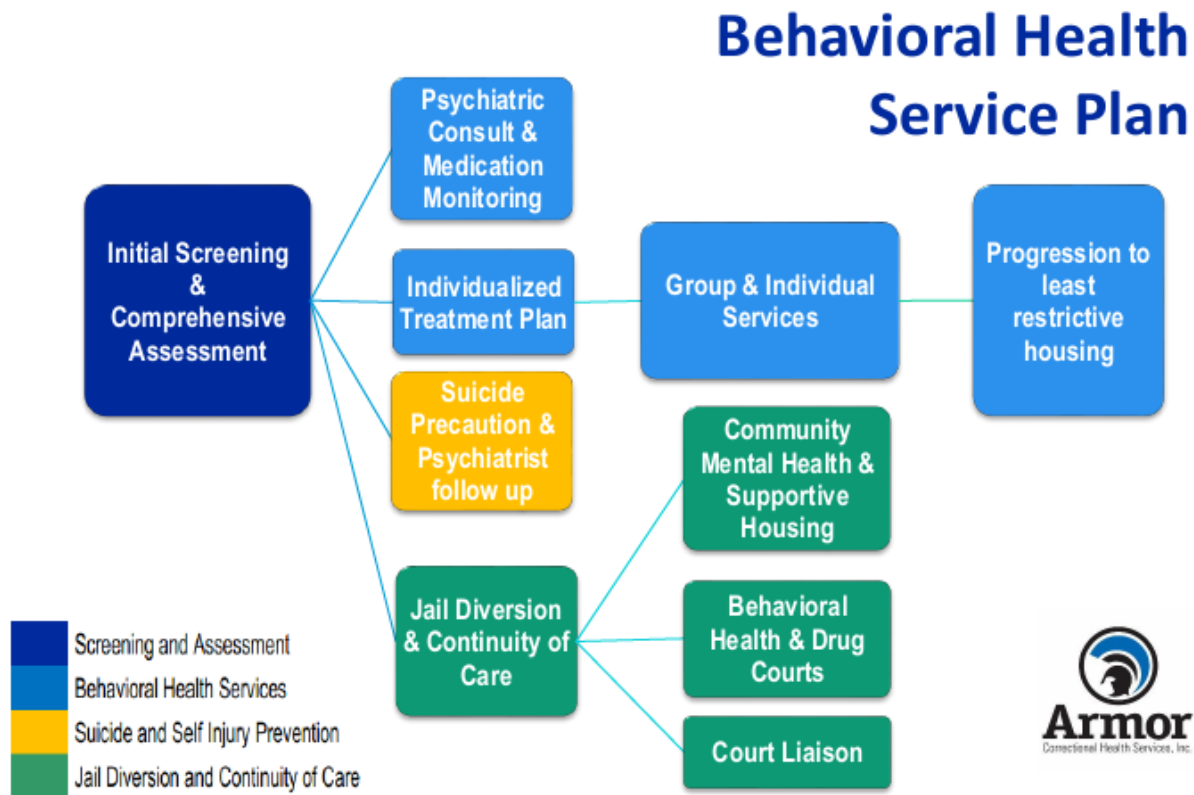 Behavioral Health
Service Plan
Initial Screening
&
Comprehensive
Assessment
Psychiatric
Consult &
Medication
Monitoring
Individualized
Treatment Plan
Suicide
Precaution &
Psychiatrist
follow up
Jail Diversion
& Continuity of
Care
Group & Individual
Services
Progression to
least
restrictive
housing
Community
Mental Health &
Supportive
Housing
Behavioral
Health & Drug
Courts
Court Liaison
Screening and Assessment
Behavioral Health Services
Suicide and Self Injury Prevention
Jail Diversion and Continuity of Care
Armor
Correctional Health Services, Inc.